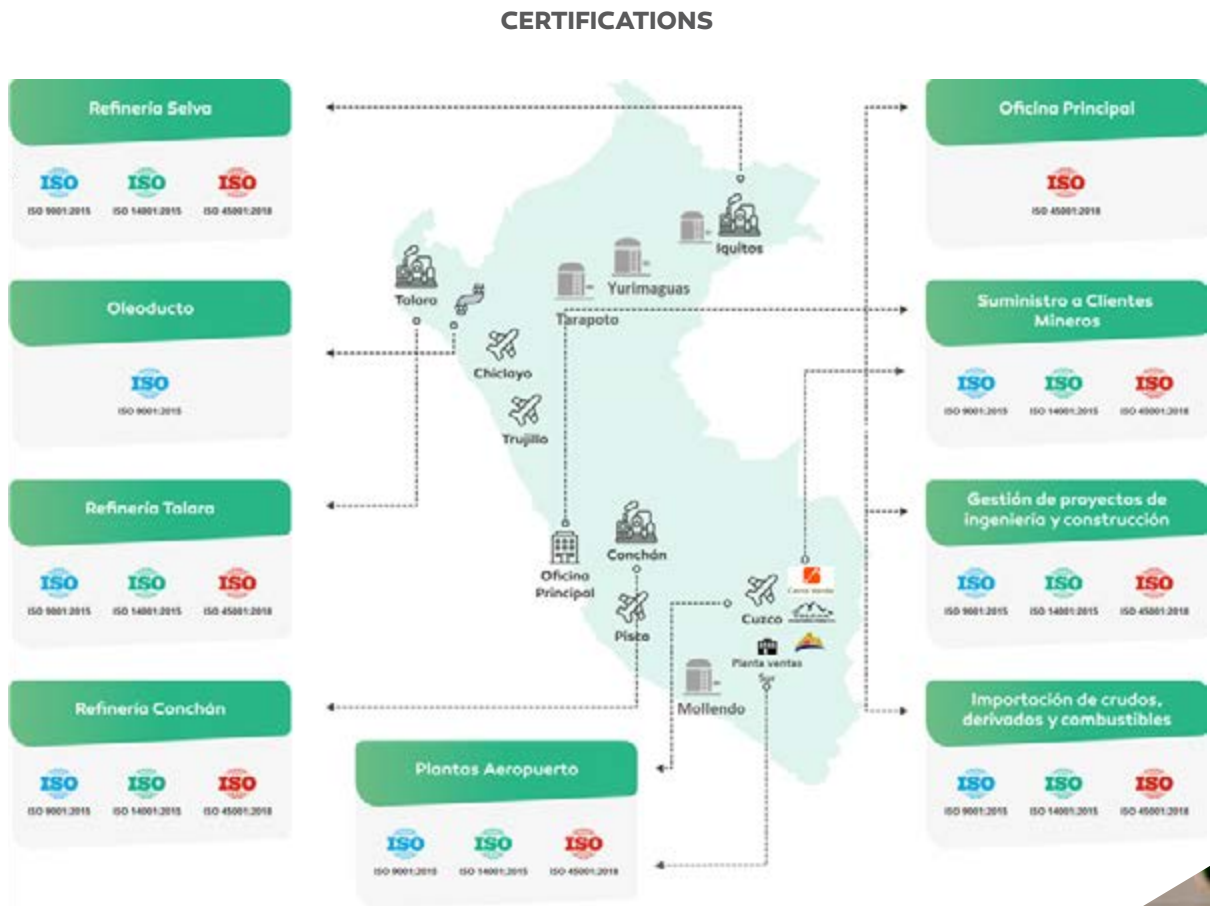 CERTIFICATIONS
Refinería Selva
ISO ISO ISO
ISO 9001:2015 ISO 14001:2015 ISO 45001:2018
Oleoducto
ISO
ISO 9001:2015
Refinería Talara
ISO ISO ISO
ISO 9001:2015 ISO 14001:2015 ISO 45001:2018
Refinería Conchán
ISO ISO ISO
ISO 9001:2015 ISO 14001:2015 ISO 45001:2018
Iquitos
Yurimaguas
Tarapoto
Talara
Chiclayo
Trujillo
Oficina
Principal
Conchán
Pisco
Cuzco
Cerro Verde
Planta ventas
Sur
Mollendo
Plantas Aeropuerto
ISO ISO ISO
ISO 9001:2015 ISO 14001:2015 ISO 45001:2018
Oficina Principal
ISO
ISO 45001:2018
Suministro a Clientes
Mineros
ISO ISO ISO
ISO 9001:2015 ISO 14001:2015 ISO 45001:2018
Gestión de proyectos de
ingeniería y construcción
ISO ISO ISO
ISO 9001:2015 ISO 14001:2015 ISO 45001:2018
Importación de crudos,
derivados y combustibles
ISO ISO ISO
ISO 9001:2015 ISO 14001:2015 ISO 45001:2018